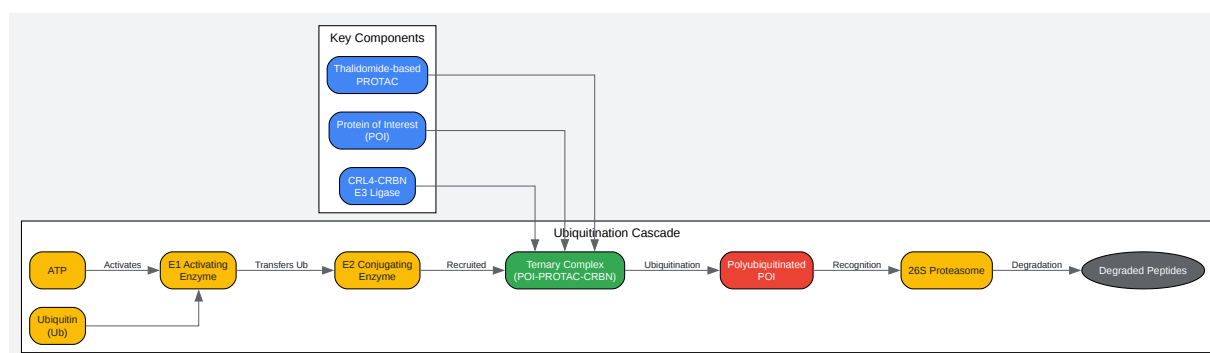 Key Components
Thalidomide-based
PROTAC
Protein of Interest
(POI)
CRL4-CRBN
E3 Ligase
Ubiquitination Cascade
ATP
Activates
E1 Activating
Enzyme
Transfers Ub
E2 Conjugating
Enzyme
Recruited
Ternary Complex
(POI-PROTAC-CRBN)
Ubiquitination
Polyubiquitinated
POI
Recognition
26S Proteasome
Degradation
Degraded Peptides
Ubiquitin
(Ub)